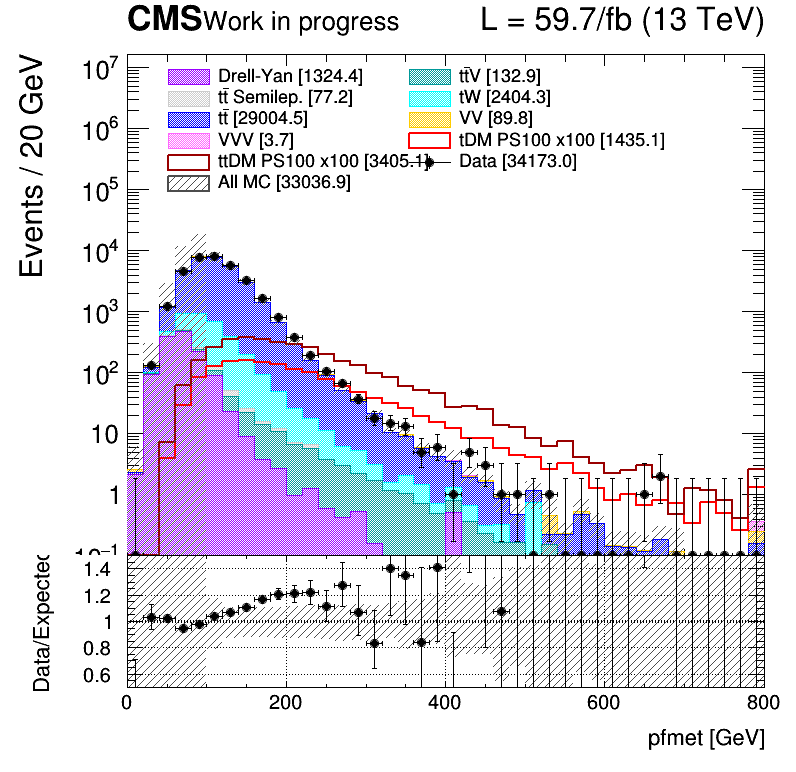 CMS Work in progress L = 59.7/fb (13 TeV)
Events / 20 GeV
10⁷
10⁶
10⁵
10⁴
10³
10²
10
1
10⁻¹
Drell-Yan [1324.4] tt̄V [132.9]
tt̄ Semilep. [77.2] tW [2404.3]
tt̄ [29004.5] VV [89.8]
VVV [3.7] tDM PS100 x100 [1435.1]
ttDM PS100 x100 [3405.1] Data [34173.0]
All MC [33036.9]
Data/Expected
1.4
1.2
1
0.8
0.6
0 200 400 600 800
pfmet [GeV]